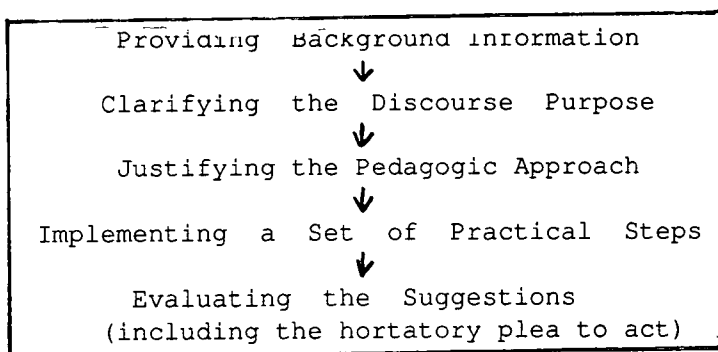 Providing Background Information
Clarifying the Discourse Purpose
Justifying the Pedagogic Approach
Implementing a Set of Practical Steps
Evaluating the Suggestions
(including the hortatory plea to act)